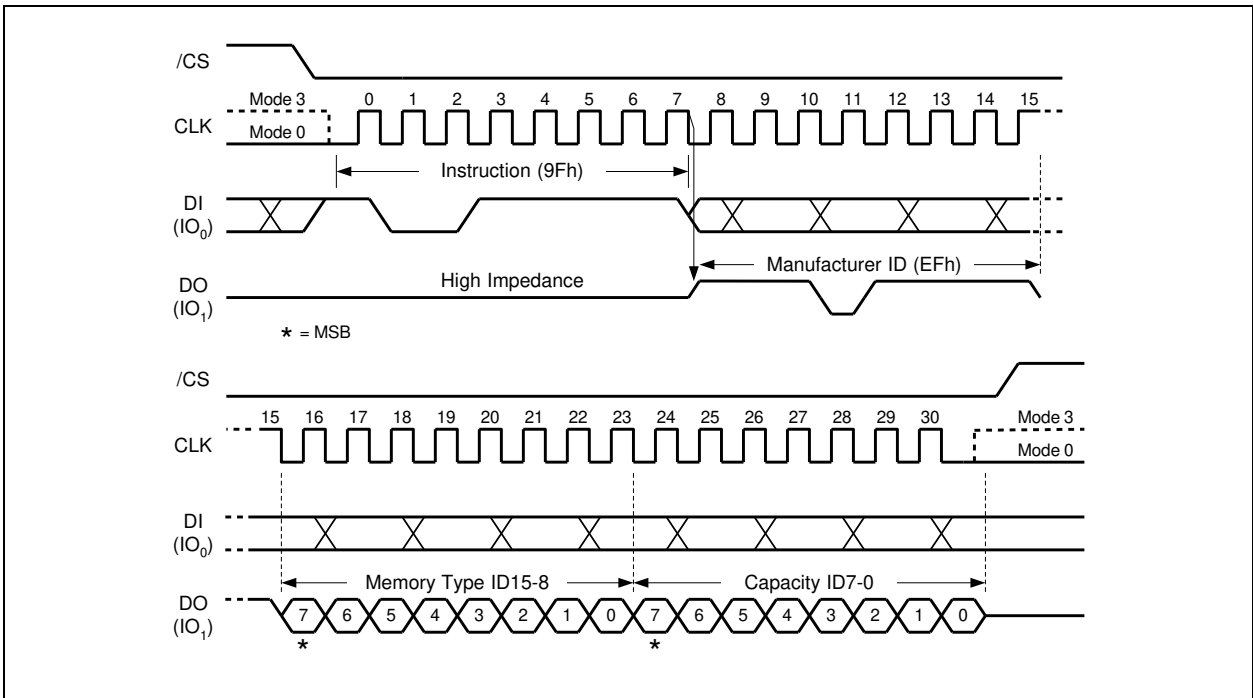 /CS
Mode 3 0 1 2 3 4 5 6 7 8 9 10 11 12 13 14 15
CLK
Mode 0
Instruction (9Fh)
DI
(IO0)
Manufacturer ID (EFh)
High Impedance
DO
(IO1)
* = MSB
/CS
15 16 17 18 19 20 21 22 23 24 25 26 27 28 29 30 Mode 3
CLK
Mode 0
DI
(IO0)
Memory Type ID15-8 Capacity ID7-0
DO
(IO1)
7 6 5 4 3 2 1 0 7 6 5 4 3 2 1 0
* *